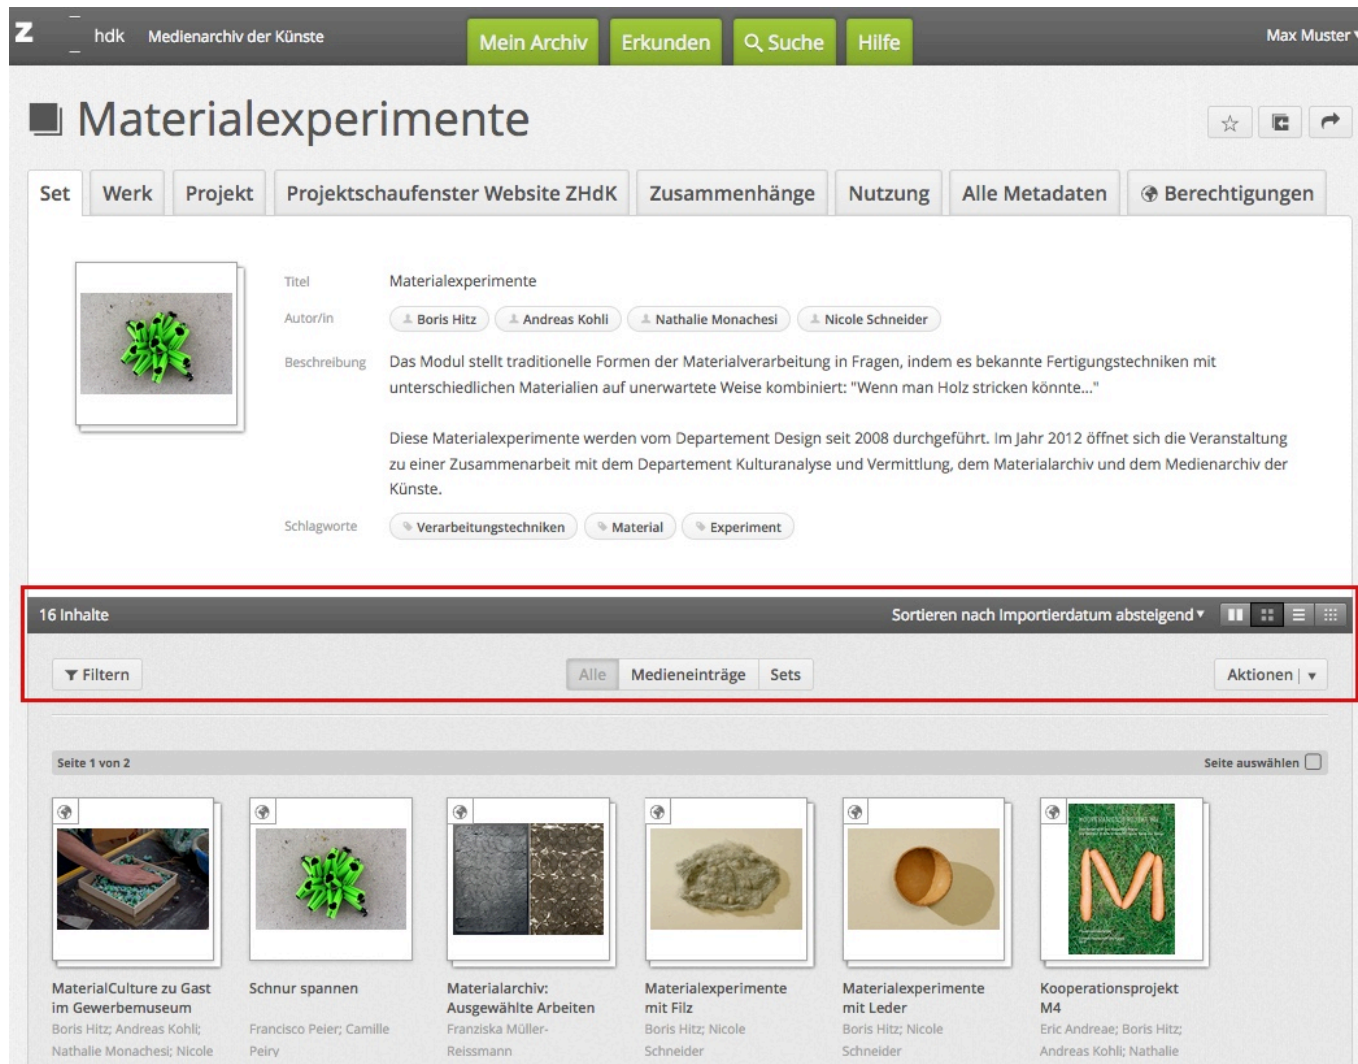 Z hdk Medienarchiv der Künste Mein Archiv Erkunden Suche Hilfe Max Muster
Materialexperimente
Set Werk Projekt Projektschaufenster Website ZHdK Zusammenhänge Nutzung Alle Metadaten Berechtigungen
Titel Materialexperimente
Autor/in Boris Hitz Andreas Kohli Nathalie Monachesi Nicole Schneider
Beschreibung Das Modul stellt traditionelle Formen der Materialverarbeitung in Fragen, indem es bekannte Fertigungstechniken mit
unterschiedlichen Materialien auf unerwartete Weise kombiniert: "Wenn man Holz stricken könnte..."
Diese Materialexperimente werden vom Departement Design seit 2008 durchgeführt. Im Jahr 2012 öffnet sich die Veranstaltung
zu einer Zusammenarbeit mit dem Departement Kulturanalyse und Vermittlung, dem Materialarchiv und dem Medienarchiv der
Künste.
Schlagworte Verarbeitungstechniken Material Experiment
16 Inhalte Sortieren nach Importierdatum absteigend
Filtern Alle Medieneinträge Sets Aktionen
Seite 1 von 2 Seite auswählen
MaterialCulture zu Gast
im Gewerbemuseum
Boris Hitz; Andreas Kohli;
Nathalie Monachesi; Nicole
Schnur spannen
Francisco Peier; Camille
Peiry
Materialarchiv:
Ausgewählte Arbeiten
Franziska Müller-
Reissmann
Materialexperimente
mit Filz
Boris Hitz; Nicole
Schneider
Materialexperimente
mit Leder
Boris Hitz; Nicole
Schneider
M
Kooperationsprojekt
M4
Eric Andreae; Boris Hitz;
Andreas Kohli; Nathalie